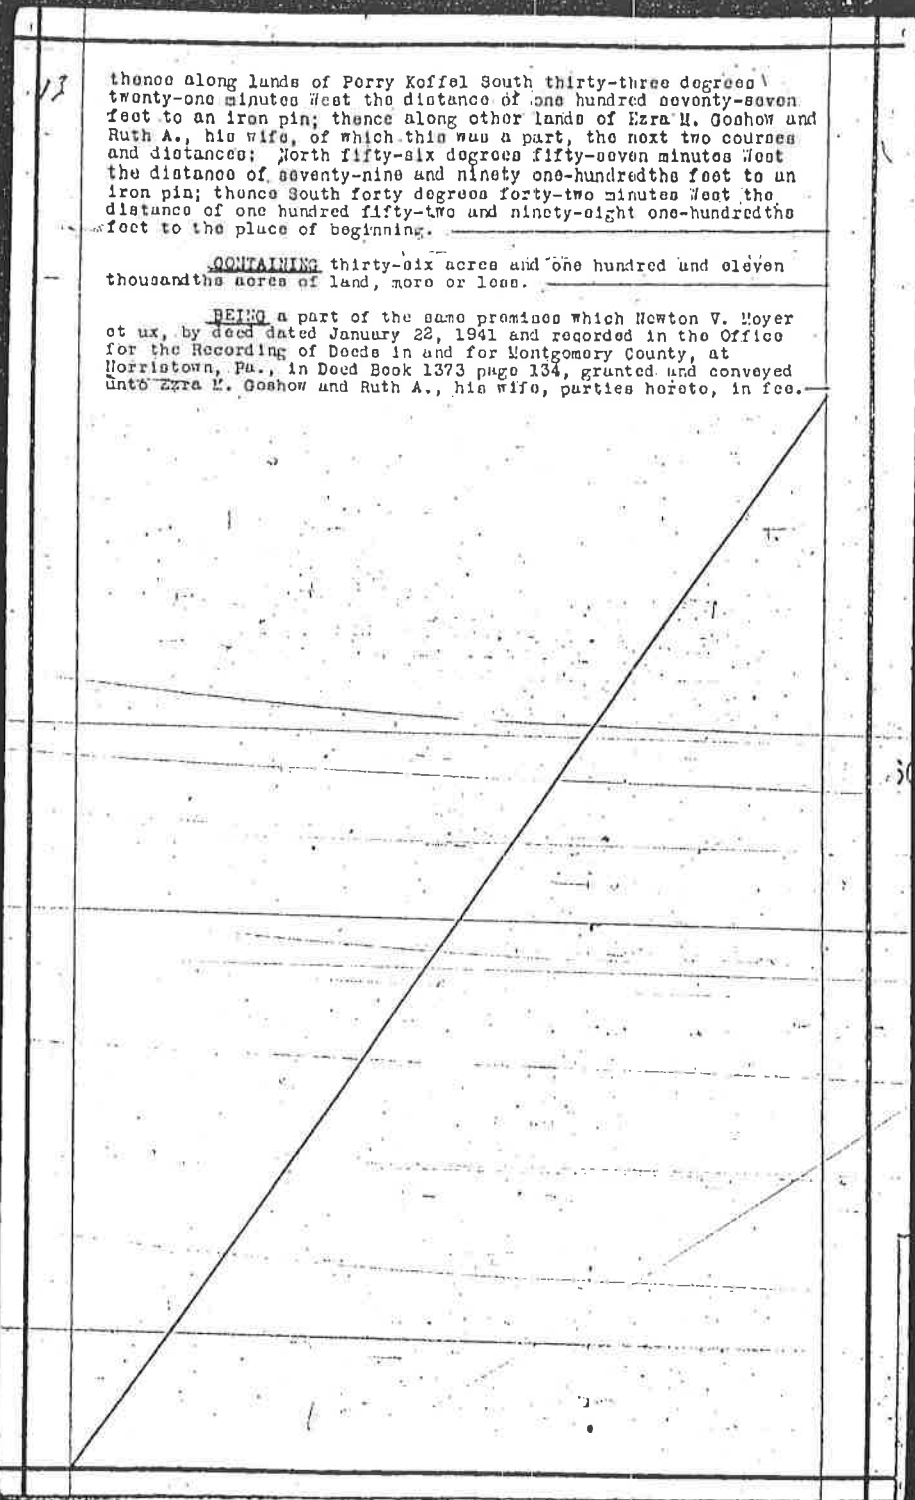 13
thence along lands of Perry Koffel South thirty-three degrees
twenty-one minutes West the distance of one hundred seventy-seven
feet to an iron pin; thence along other lands of Ezra M. Goshow and
Ruth A., his wife, of which this was a part, the next two courses
and distances: North fifty-six degrees fifty-seven minutes West
the distance of seventy-nine and ninety one-hundredths feet to an
iron pin; thence South forty degrees forty-two minutes West the
distance of one hundred fifty-two and ninety-eight one-hundredths
feet to the place of beginning.
CONTAINING thirty-six acres and one hundred and eleven
thousandths acres of land, more or less.
BEING a part of the same premises which Newton V. Moyer
et ux, by deed dated January 22, 1941 and recorded in the Office
for the Recording of Deeds in and for Montgomery County, at
Norristown, Pa., in Deed Book 1373 page 134, granted and conveyed
unto Ezra M. Goshow and Ruth A., his wife, parties hereto, in fee.